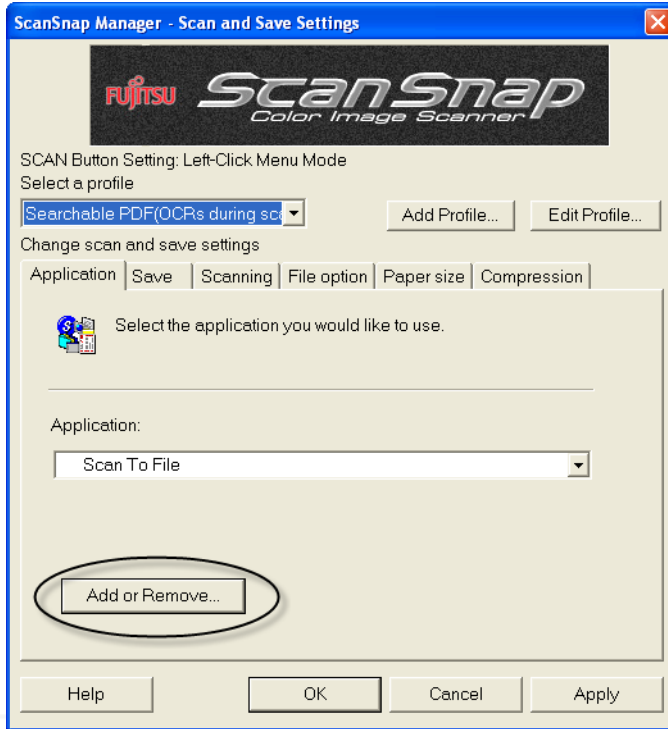 ScanSnap Manager - Scan and Save Settings
FUJITSU ScanSnap
Color Image Scanner
SCAN Button Setting: Left-Click Menu Mode
Select a profile
Searchable PDF(OCRs during sc
Add Profile...
Edit Profile...
Change scan and save settings
Application Save Scanning File option Paper size Compression
Select the application you would like to use.
Application:
Scan To File
Add or Remove...
Help OK Cancel Apply